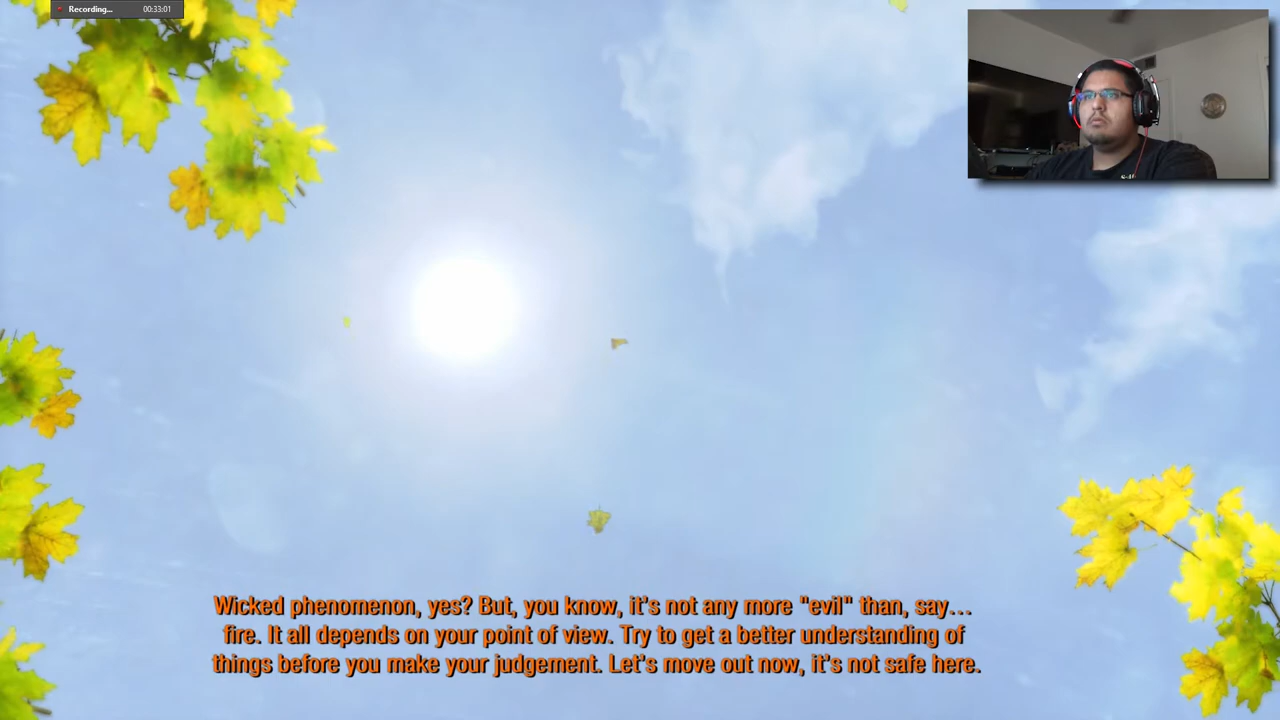 Recording... 00:33:01
Wicked phenomenon, yes? But, you know, it's not any more "evil" than, say...
fire. It all depends on your point of view. Try to get a better understanding of
things before you make your judgement. Let's move out now, it's not safe here.